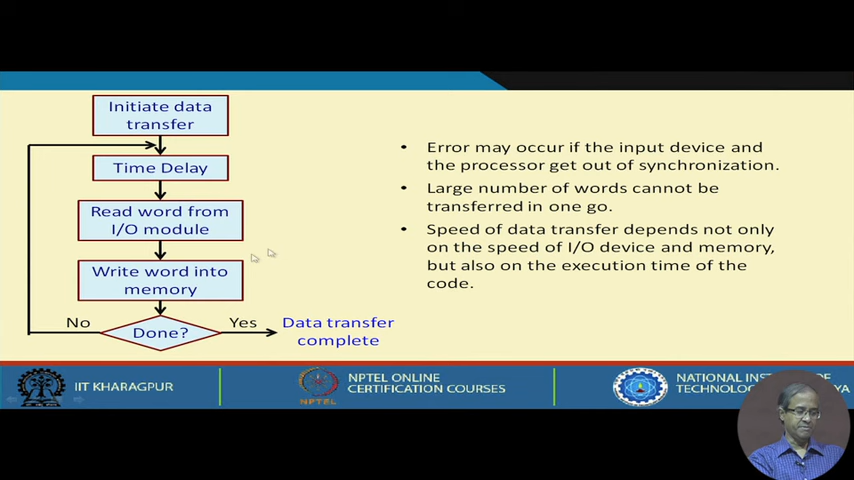 Initiate data
transfer
Time Delay
Read word from
I/O module
Write word into
memory
Done?
No
Yes
Data transfer
complete
• Error may occur if the input device and
the processor get out of synchronization.
• Large number of words cannot be
transferred in one go.
• Speed of data transfer depends not only
on the speed of I/O device and memory,
but also on the execution time of the
code.
IIT KHARAGPUR
NPTEL
NPTEL ONLINE
CERTIFICATION COURSES
NATIONAL OF